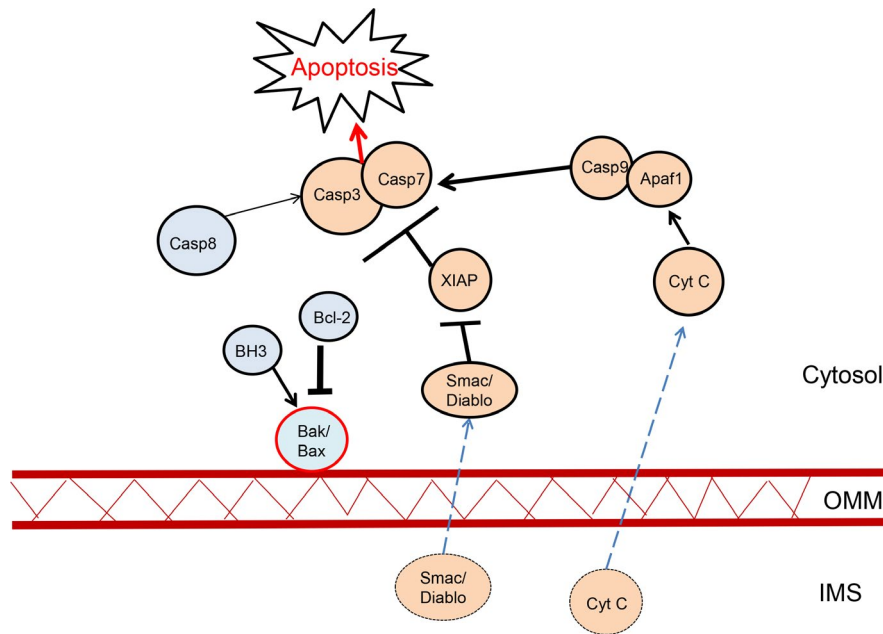 Apoptosis
Casp9
Casp7
Apaf1
Casp3
Casp8
XIAP
Cyt C
Bcl-2
BH3
Smac/
Diablo
Cytosol
Bak/
Bax
OMM
Smac/
Diablo
Cyt C
IMS